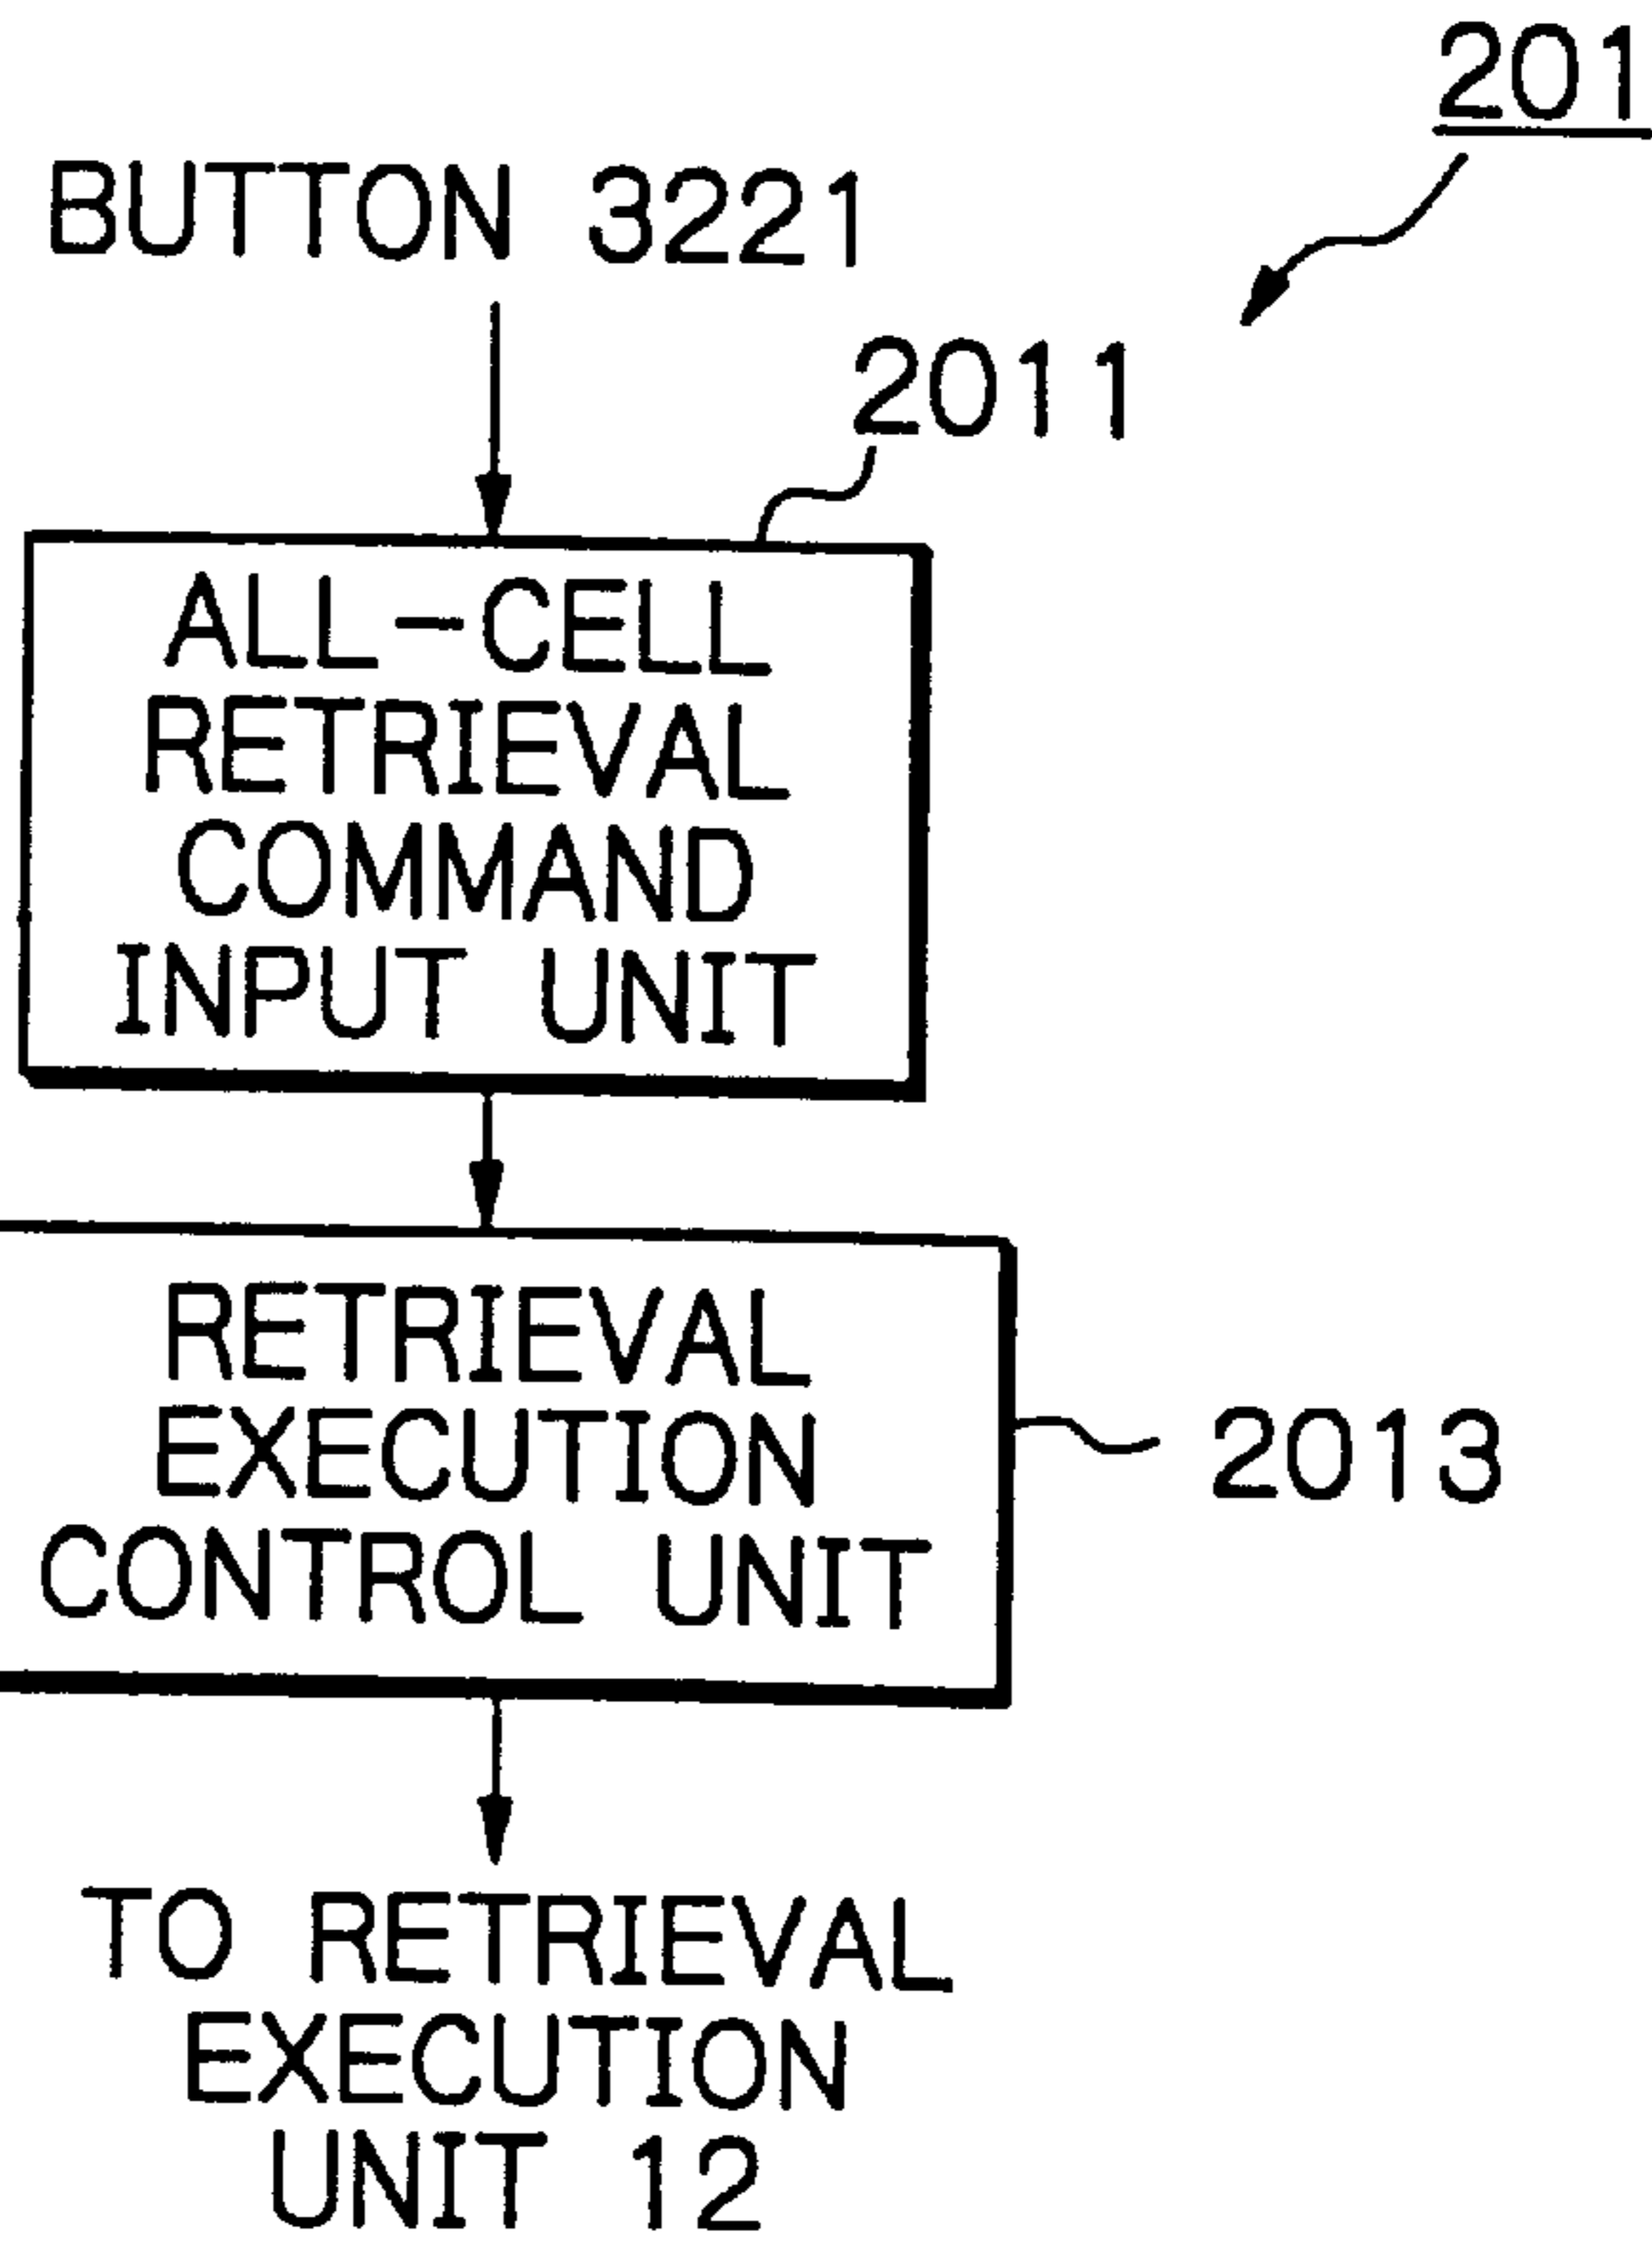 201
BUTTON 3221
2011
ALL-CELL
RETRIEVAL
COMMAND
INPUT UNIT
RETRIEVAL
EXECUTION
CONTROL UNIT
2013
TO RETRIEVAL
EXECUTION
UNIT 12